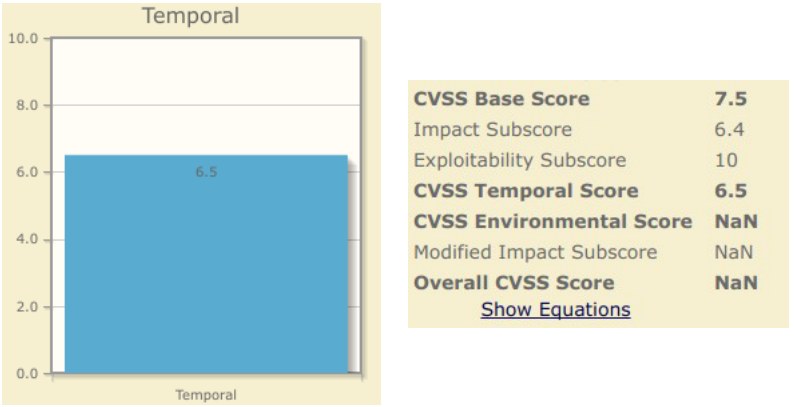 Temporal
10.0
8.0
6.0
4.0
2.0
0.0
6.5
Temporal
CVSS Base Score 7.5
Impact Subscore 6.4
Exploitability Subscore 10
CVSS Temporal Score 6.5
CVSS Environmental Score NaN
Modified Impact Subscore NaN
Overall CVSS Score NaN
Show Equations